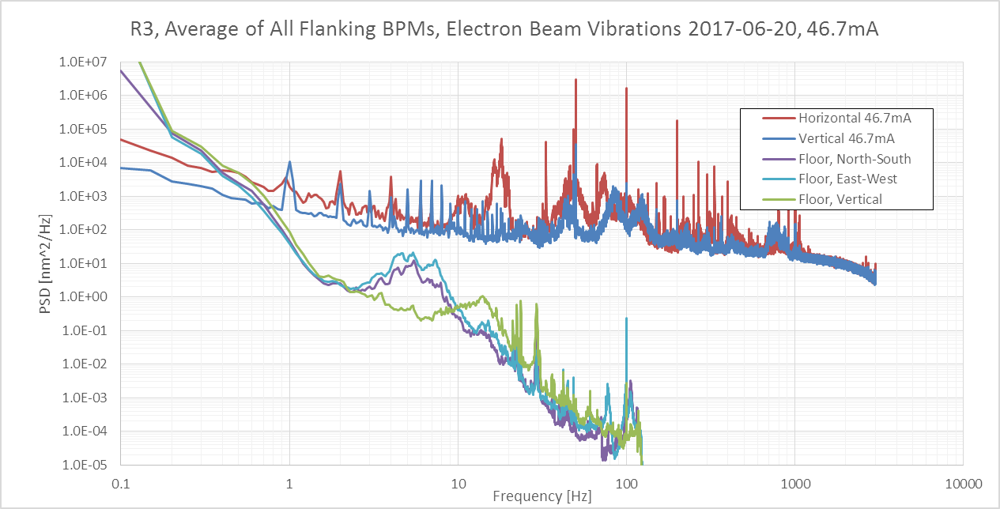 R3, Average of All Flanking BPMs, Electron Beam Vibrations 2017-06-20, 46.7mA
1.0E+07
1.0E+06
1.0E+05
1.0E+04
1.0E+03
1.0E+02
1.0E+01
1.0E+00
1.0E-01
1.0E-02
1.0E-03
1.0E-04
1.0E-05
PSD [nm^2/Hz]
Horizontal 46.7mA
Vertical 46.7mA
Floor, North-South
Floor, East-West
Floor, Vertical
0.1 1 10 100 1000 10000
Frequency [Hz]